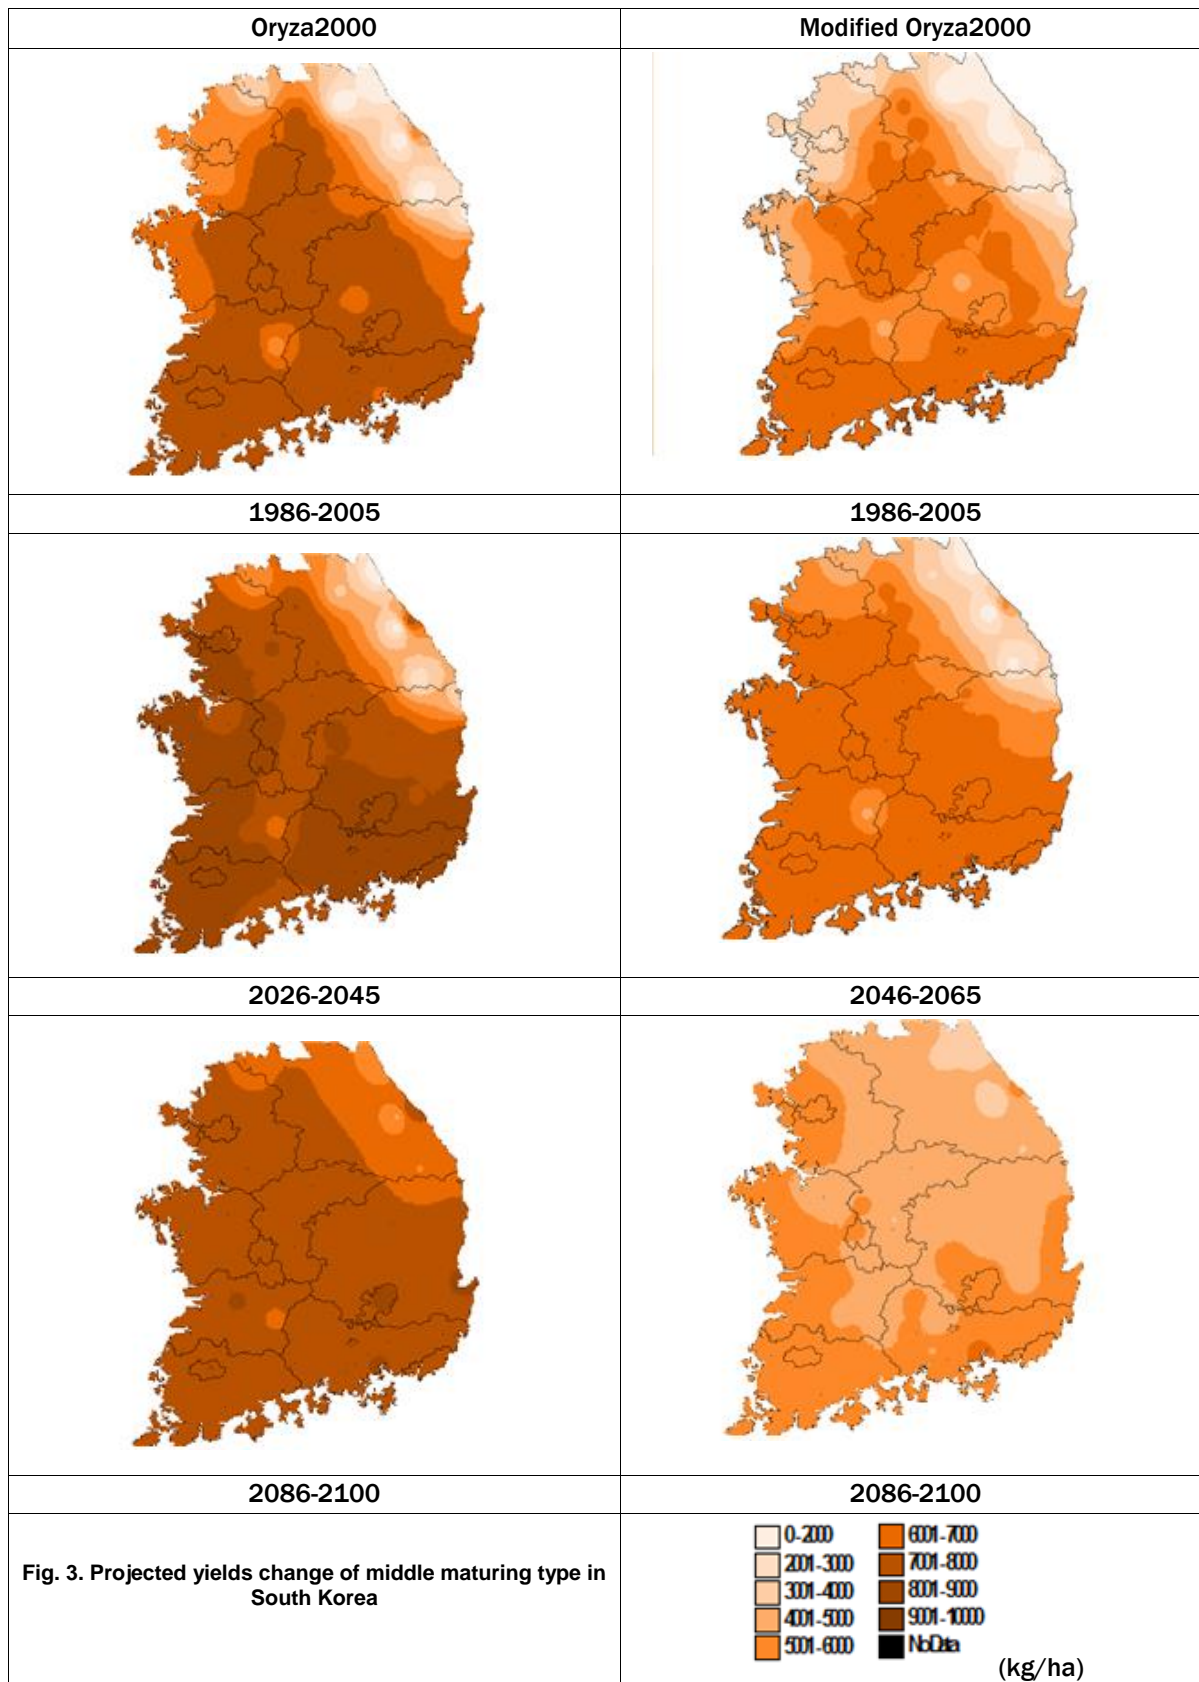 Oryza2000
Modified Oryza2000
1986-2005
1986-2005
2026-2045
2046-2065
2086-2100
2086-2100
Fig. 3. Projected yields change of middle maturing type in
South Korea
0-2000
2001-3000
3001-4000
4001-5000
5001-6000
6001-7000
7001-8000
8001-9000
9001-10000
NoData
(kg/ha)